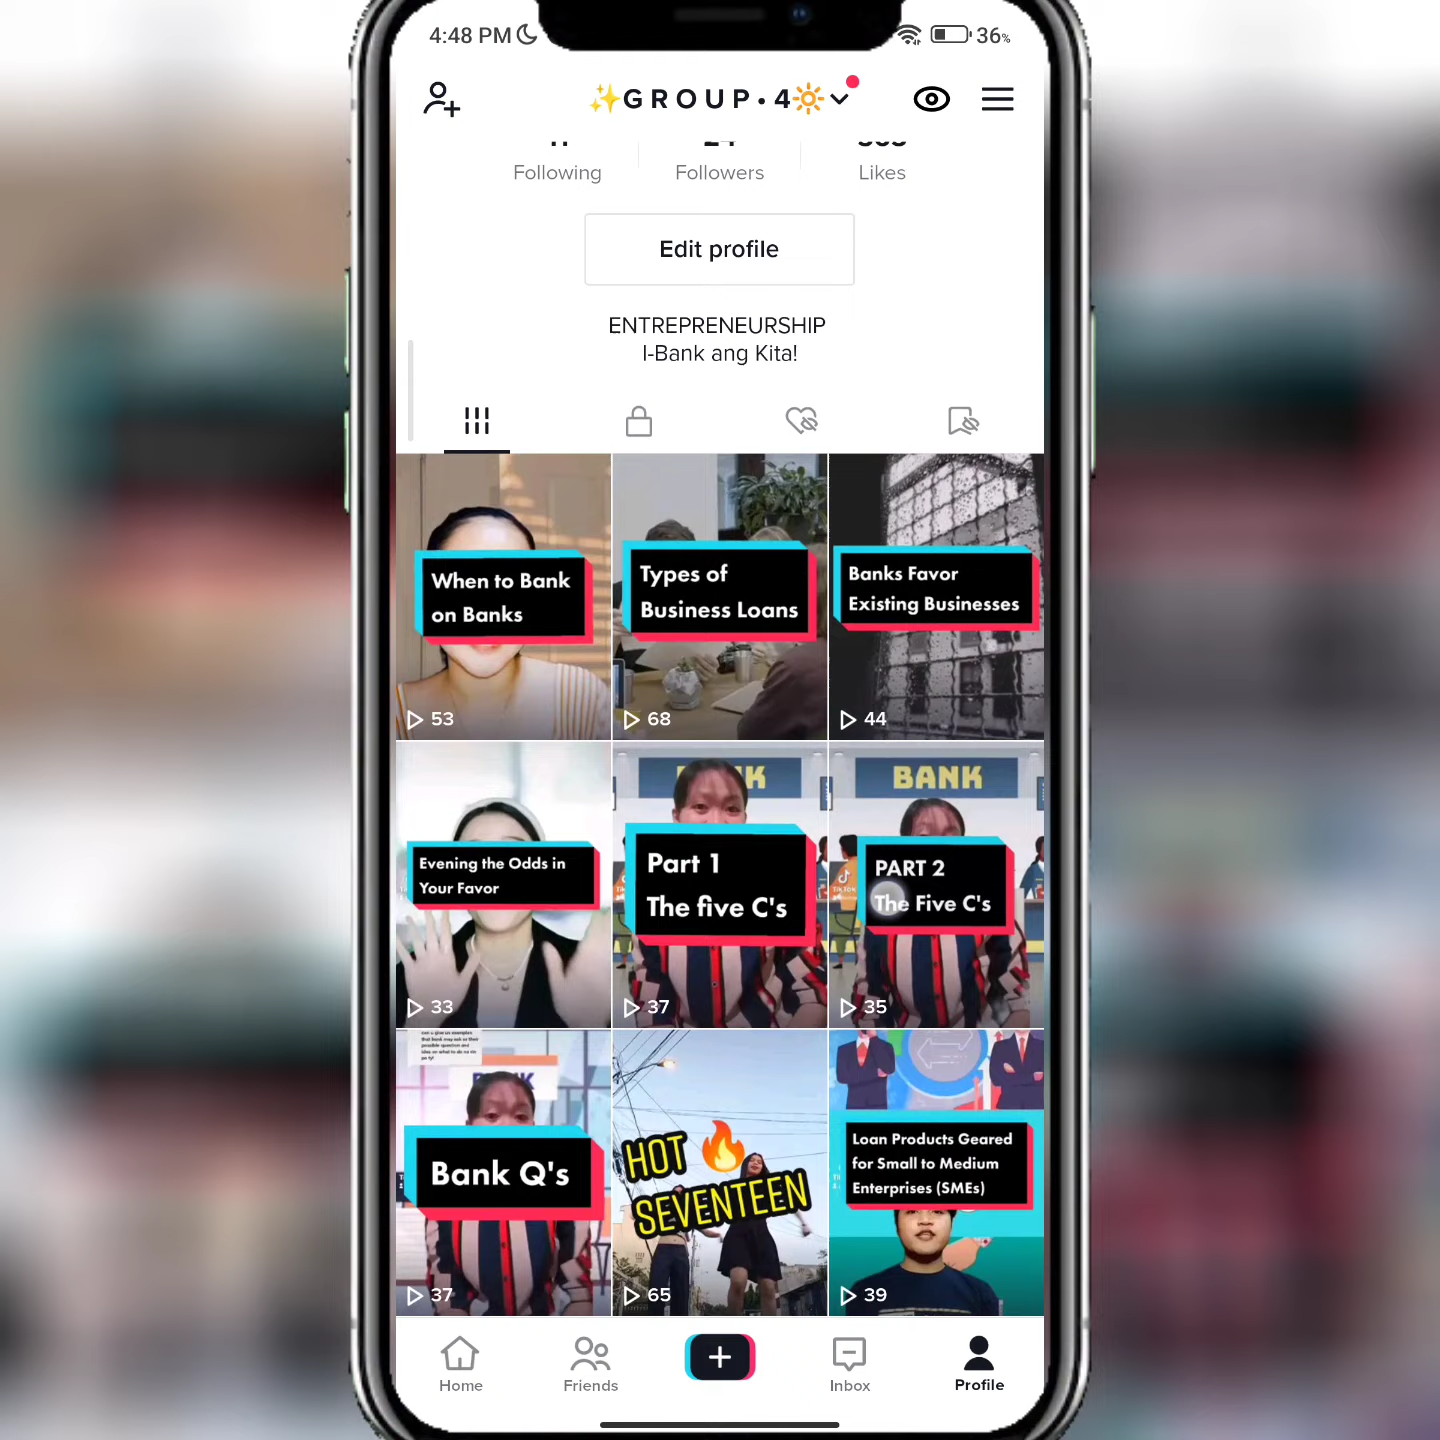 4:48 PM
36%
✨GROUP•4🔆
Following
Followers
Likes
Edit profile
ENTREPRENEURSHIP
I-Bank ang Kita!
When to Bank
on Banks
53
Types of
Business Loans
68
Banks Favor
Existing Businesses
44
Evening the Odds in
Your Favor
33
Part 1
The five C's
37
BANK
PART 2
The Five C's
35
Bank Q's
37
HOT 🔥
SEVENTEEN
65
Loan Products Geared
for Small to Medium
Enterprises (SMEs)
39
Home
Friends
Inbox
Profile